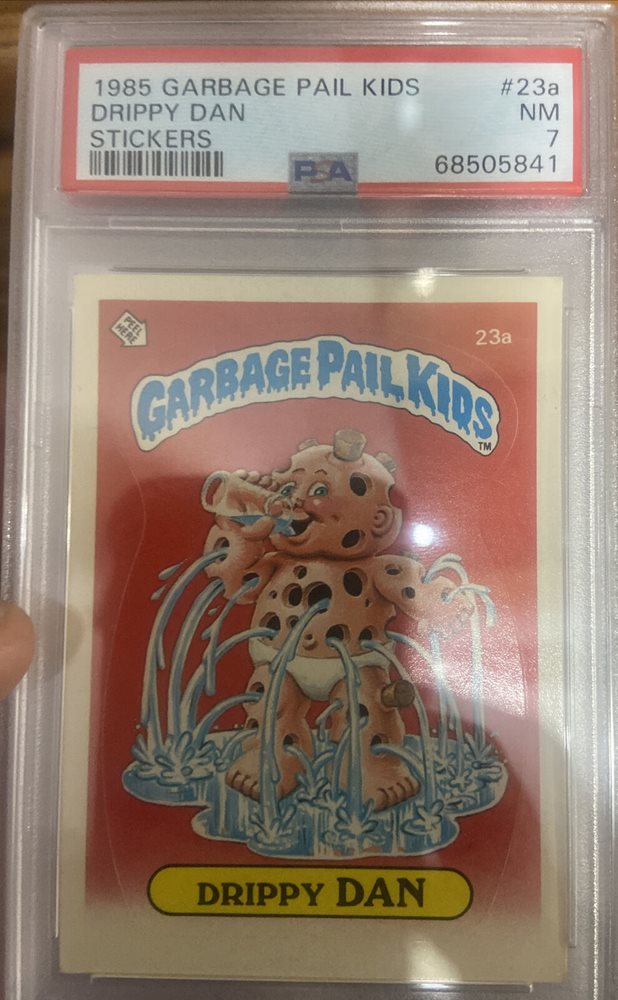 1985 GARBAGE PAIL KIDS #23a
DRIPPY DAN NM
STICKERS 7
PSA 68505841
PEEL HERE
23a
GARBAGE PAIL KIDS
TM
DRIPPY DAN